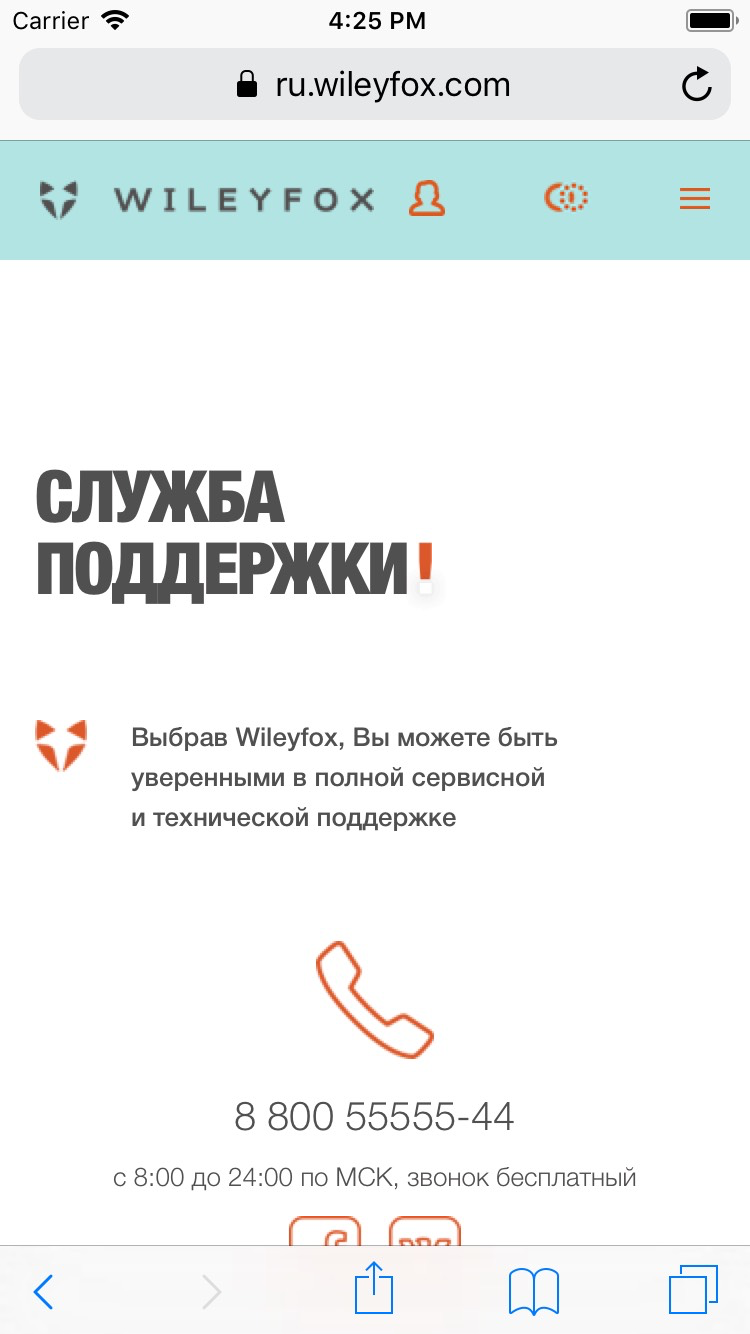 Carrier 4:25 PM
ru.wileyfox.com
WILEYFOX
СЛУЖБА
ПОДДЕРЖКИ!
Выбрав Wileyfox, Вы можете быть
уверенными в полной сервисной
и технической поддержке
8 800 55555-44
с 8:00 до 24:00 по МСК, звонок бесплатный